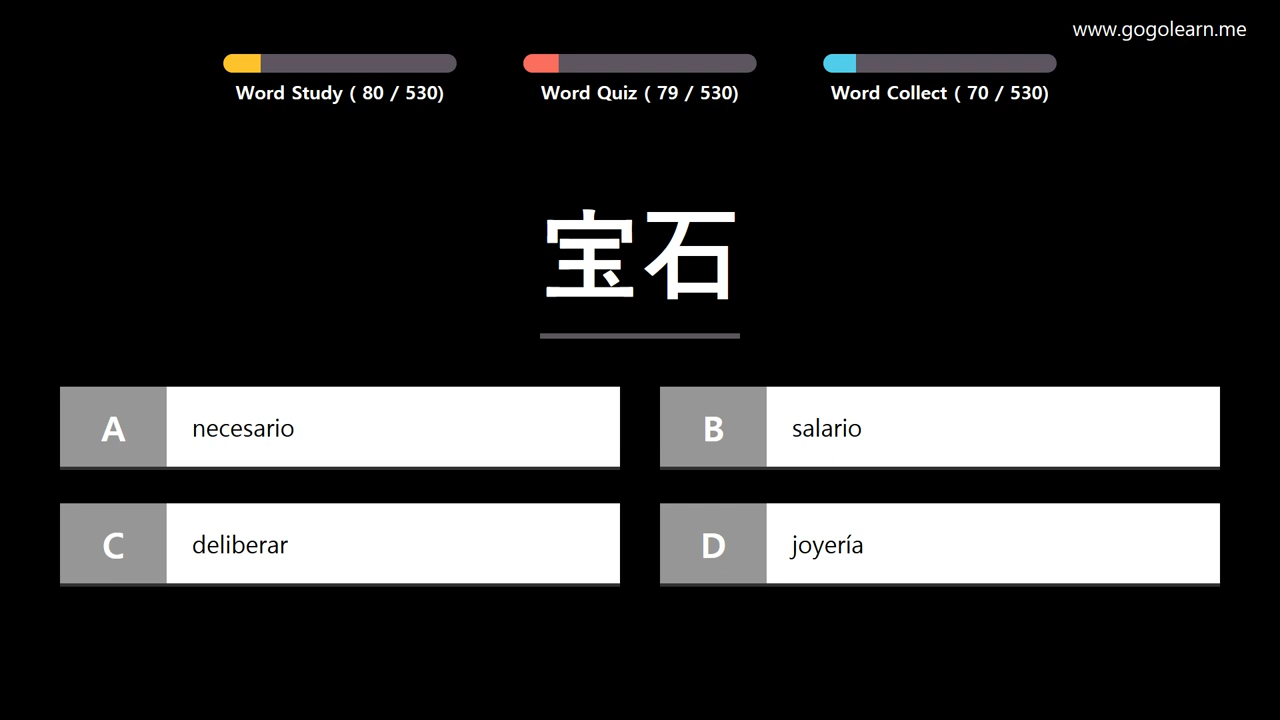 www.gogolearn.me
Word Study ( 80 / 530)
Word Quiz ( 79 / 530)
Word Collect ( 70 / 530)
宝石
A necesario
B salario
C deliberar
D joyería